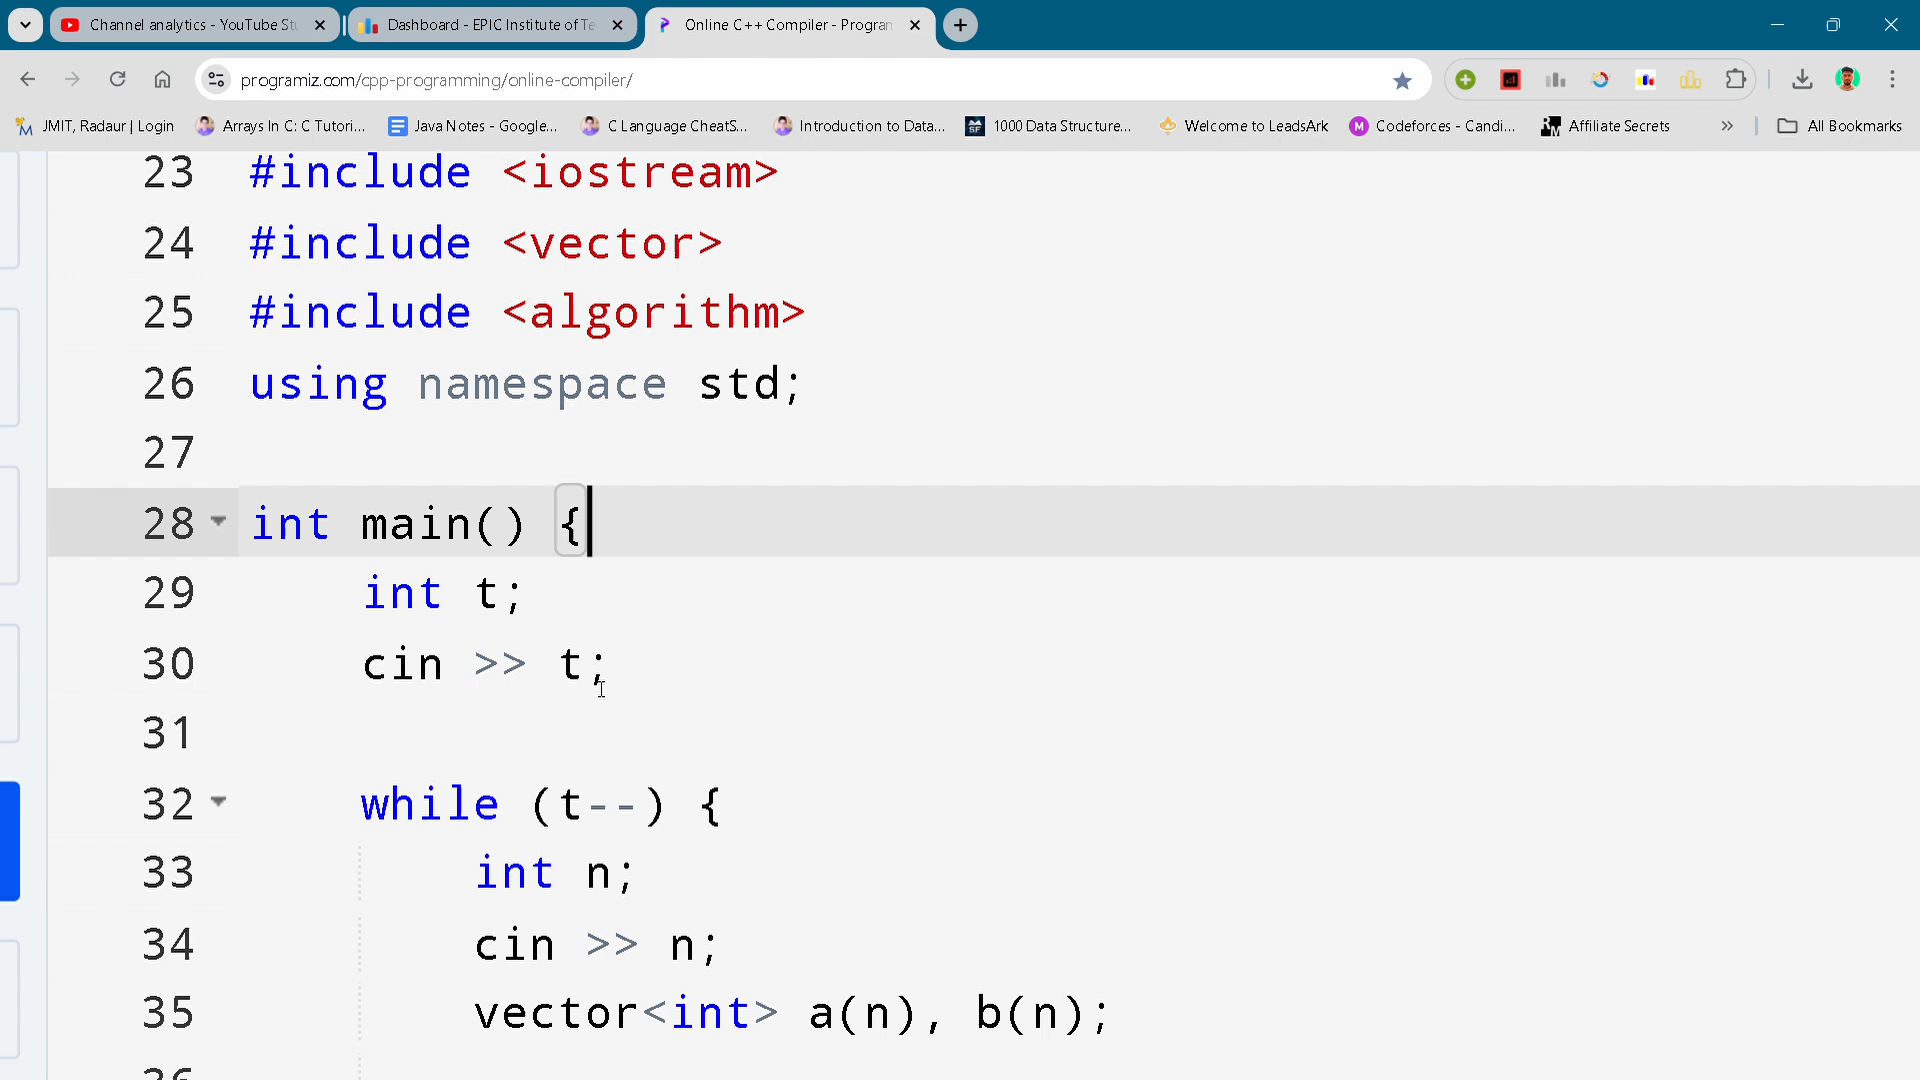 Channel analytics - YouTube Stu
Dashboard - EPIC Institute of Te
Online C++ Compiler - Program
programiz.com/cpp-programming/online-compiler/
JMIT, Radaur | Login
Arrays In C: C Tutori...
Java Notes - Google...
C Language CheatS...
Introduction to Data...
1000 Data Structure...
Welcome to LeadsArk
Codeforces - Candi...
Affiliate Secrets
All Bookmarks
23 #include <iostream>
24 #include <vector>
25 #include <algorithm>
26 using namespace std;
27
28 int main() {
29 int t;
30 cin >> t;
31
32 while (t--) {
33 int n;
34 cin >> n;
35 vector<int> a(n), b(n);
36